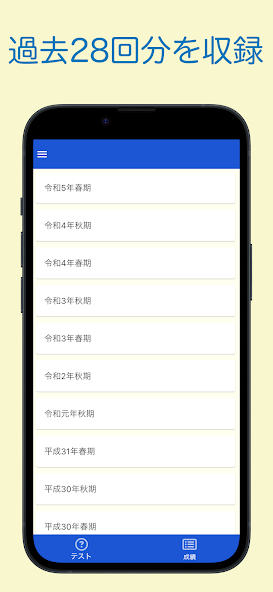 過去28回分を収録
令和5年春期
令和4年秋期
令和4年春期
令和3年秋期
令和3年春期
令和2年秋期
令和元年秋期
平成31年春期
平成30年秋期
平成30年春期
テスト
成績